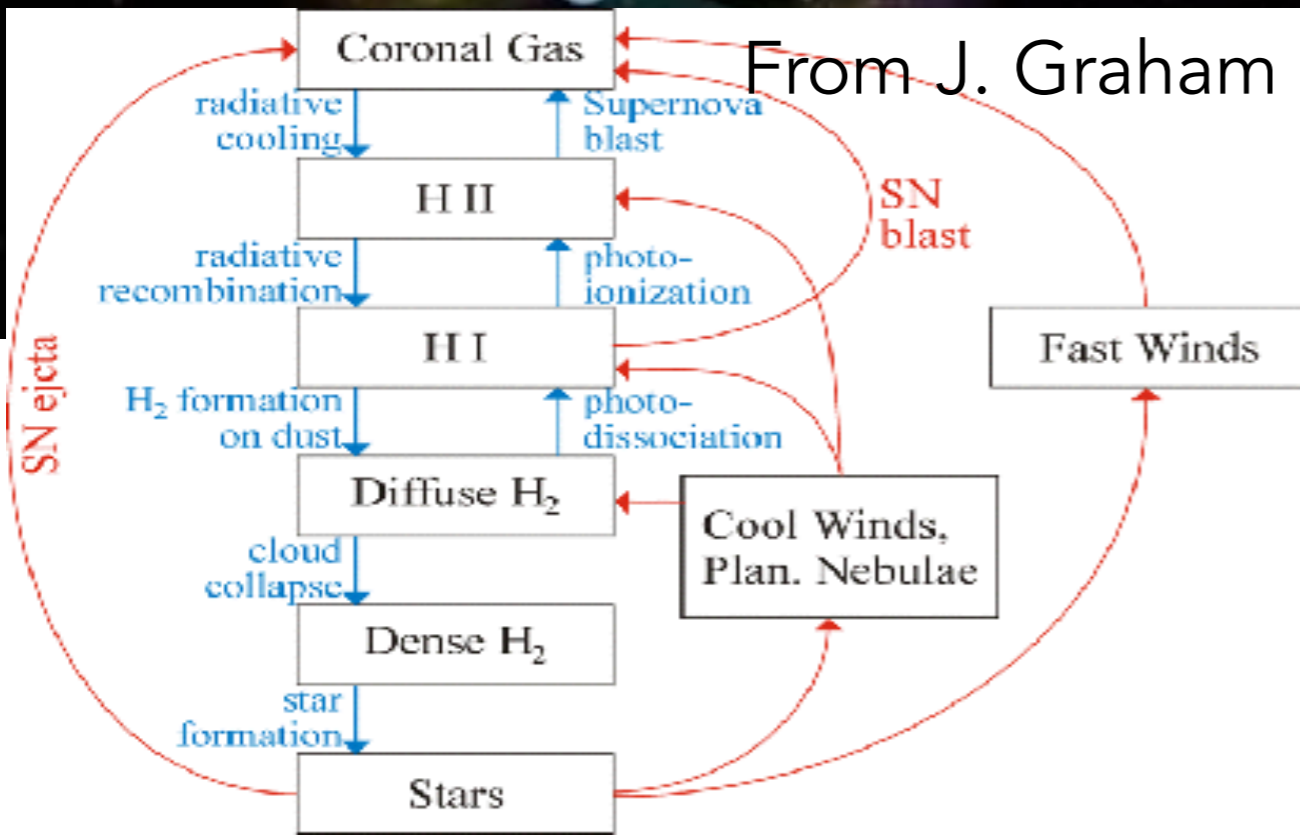 Coronal Gas
From J. Graham
radiative
cooling
Supernova
blast
H II
SN
blast
radiative
recombination
photo-
ionization
H I
Fast Winds
SN ejcta
H₂ formation
on dust
photo-
dissociation
Diffuse H₂
Cool Winds,
Plan. Nebulae
cloud
collapse
Dense H₂
star
formation
Stars